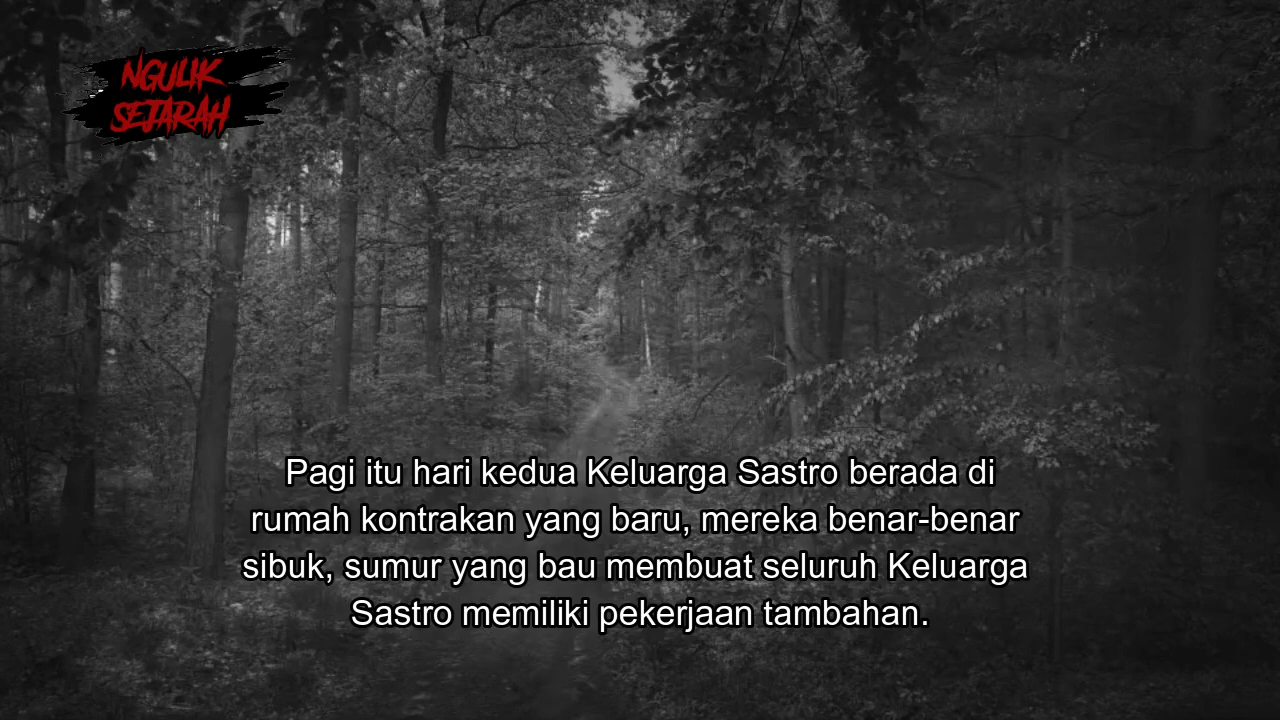 NGULIK
SEJARAH
Pagi itu hari kedua Keluarga Sastro berada di
rumah kontrakan yang baru, mereka benar-benar
sibuk, sumur yang bau membuat seluruh Keluarga
Sastro memiliki pekerjaan tambahan.